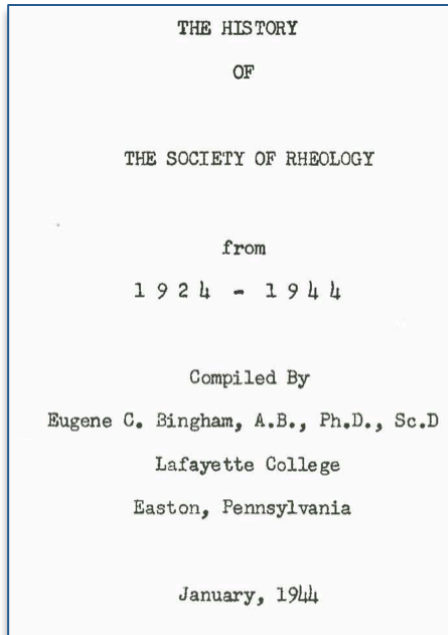 THE HISTORY
OF
THE SOCIETY OF RHEOLOGY
from
1924 - 1944
Compiled By
Eugene C. Bingham, A.B., Ph.D., Sc.D
Lafayette College
Easton, Pennsylvania
January, 1944